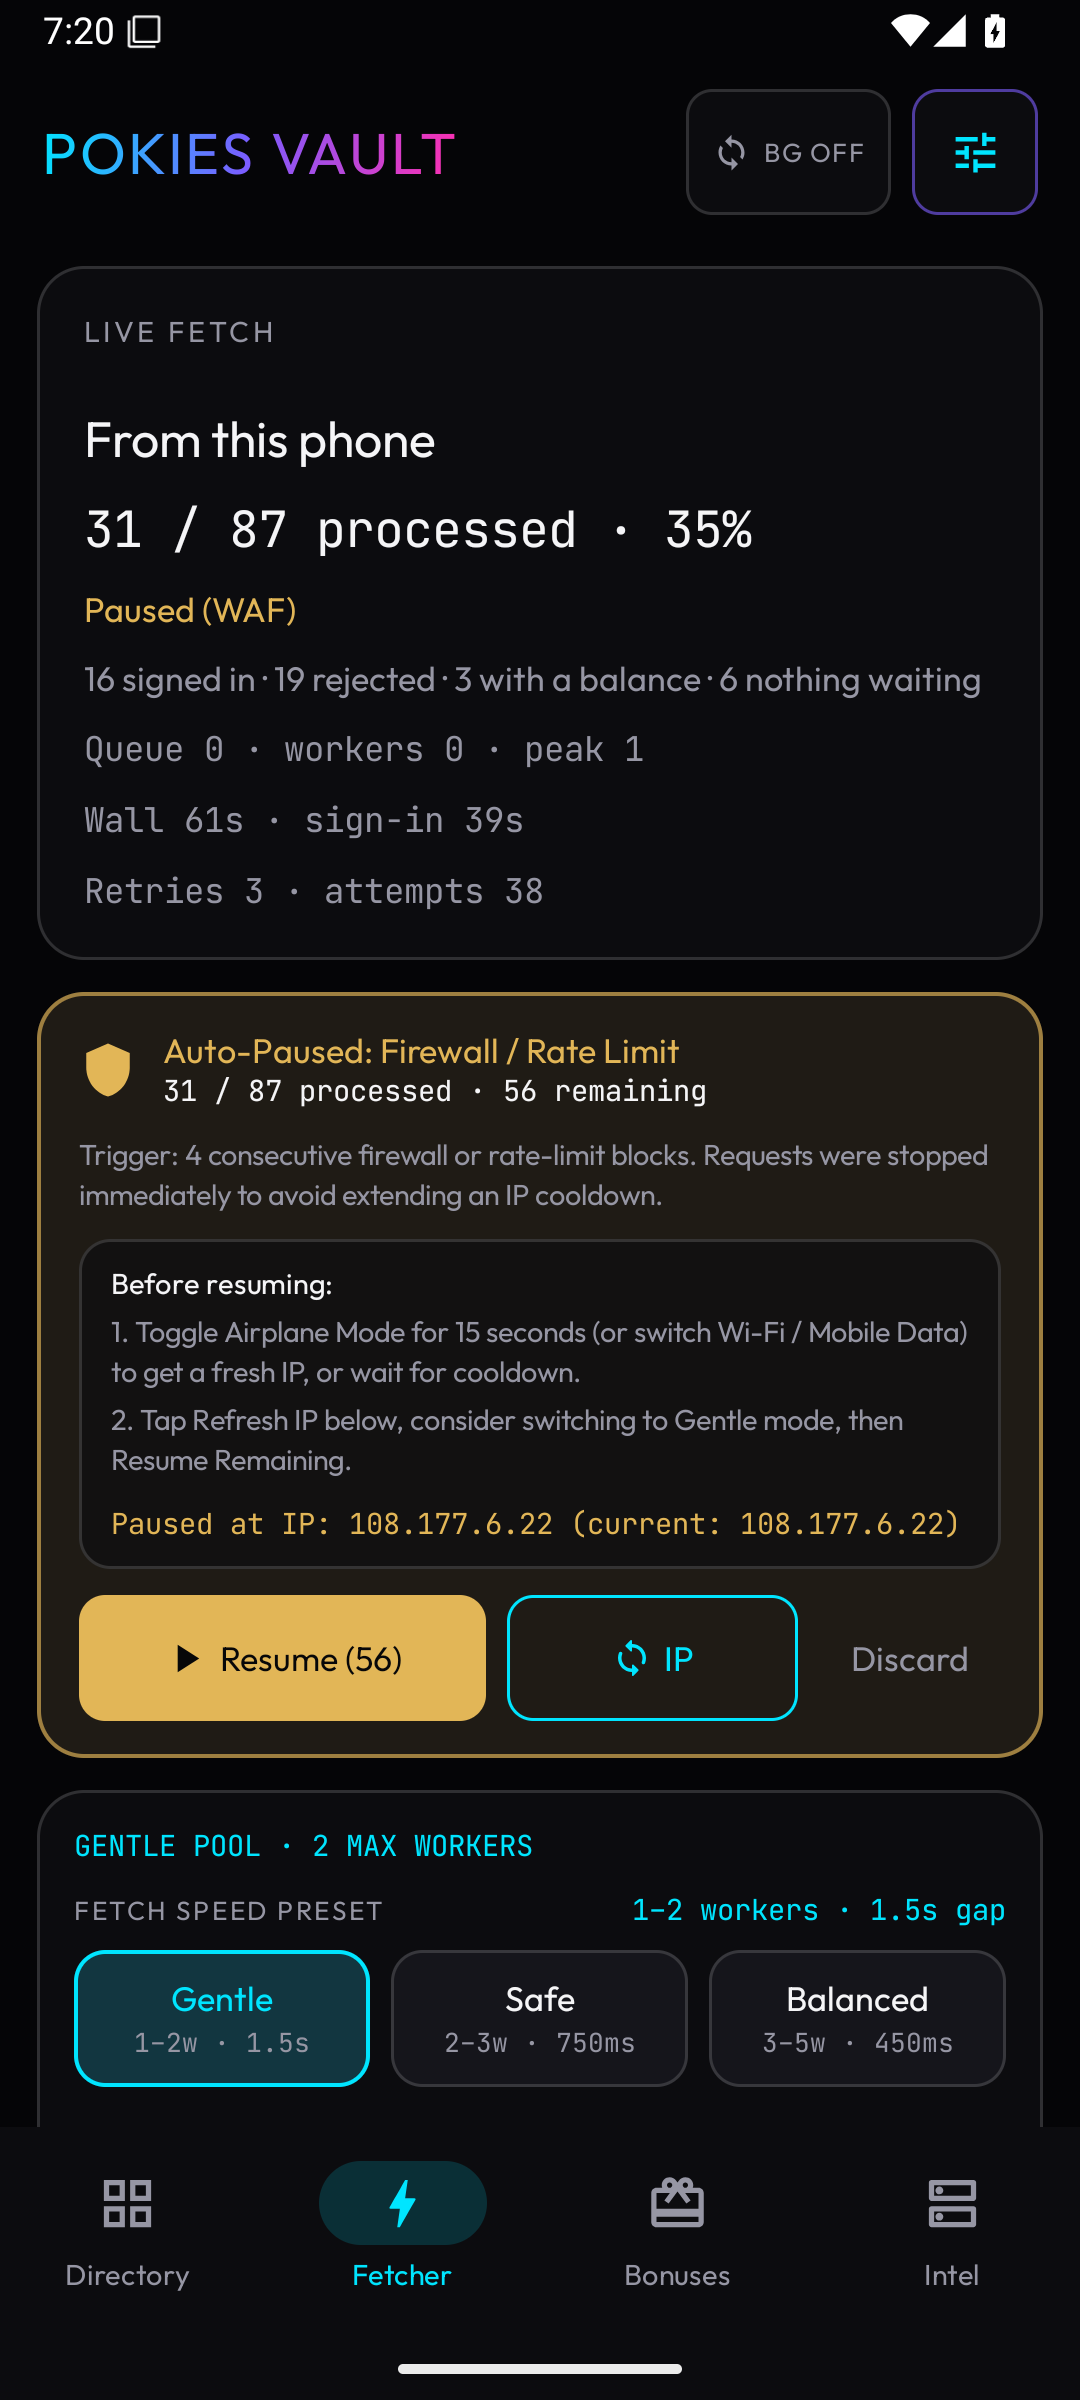 7:20
POKIES VAULT
BG OFF
LIVE FETCH
From this phone
31 / 87 processed · 35%
Paused (WAF)
16 signed in · 19 rejected · 3 with a balance · 6 nothing waiting
Queue 0 · workers 0 · peak 1
Wall 61s · sign-in 39s
Retries 3 · attempts 38
Auto-Paused: Firewall / Rate Limit
31 / 87 processed · 56 remaining
Trigger: 4 consecutive firewall or rate-limit blocks. Requests were stopped
immediately to avoid extending an IP cooldown.
Before resuming:
1. Toggle Airplane Mode for 15 seconds (or switch Wi-Fi / Mobile Data)
to get a fresh IP, or wait for cooldown.
2. Tap Refresh IP below, consider switching to Gentle mode, then
Resume Remaining.
Paused at IP: 108.177.6.22 (current: 108.177.6.22)
Resume (56)
IP
Discard
GENTLE POOL · 2 MAX WORKERS
FETCH SPEED PRESET
1–2 workers · 1.5s gap
Gentle
1–2w · 1.5s
Safe
2–3w · 750ms
Balanced
3–5w · 450ms
Directory
Fetcher
Bonuses
Intel